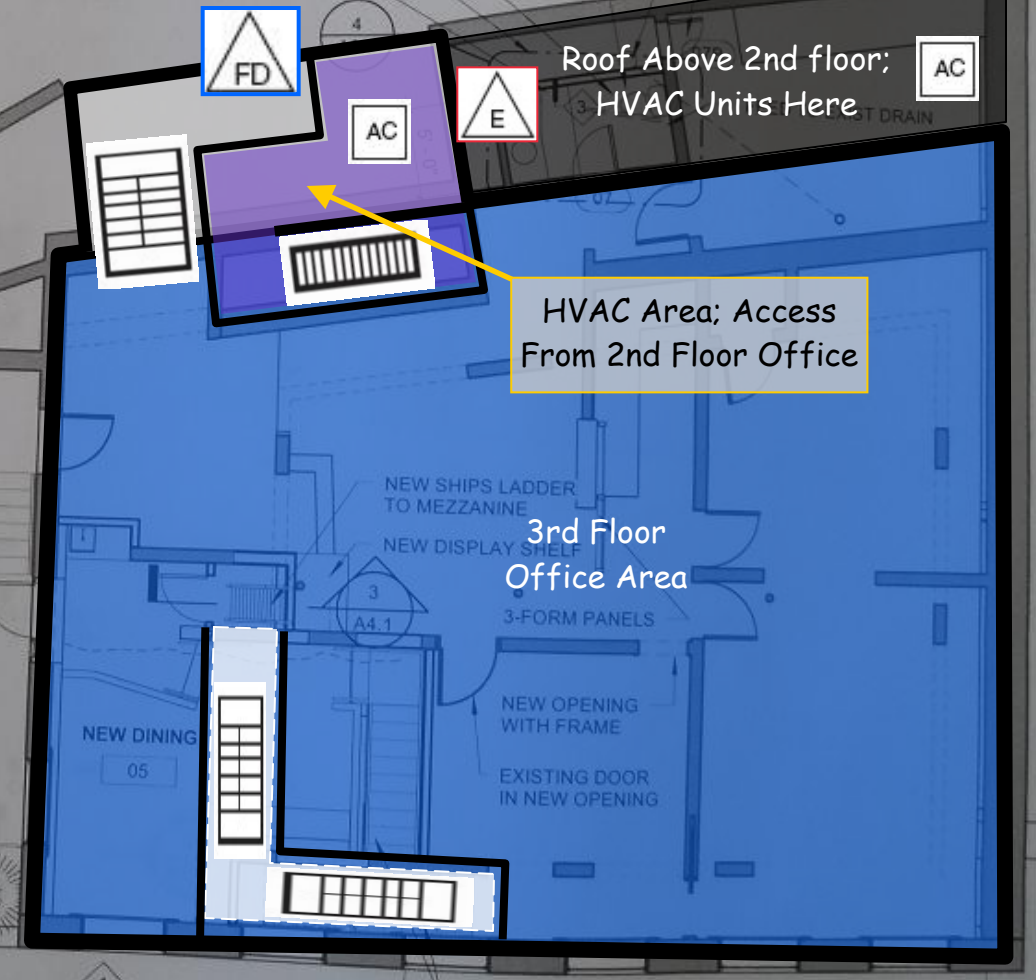 4
FD
AC
E
Roof Above 2nd floor;
HVAC Units Here
AC
EXIST DRAIN
HVAC Area; Access
From 2nd Floor Office
NEW SHIPS LADDER
TO MEZZANINE
NEW DISPLAY SHELF
3rd Floor
Office Area
3
A4.1
3-FORM PANELS
NEW OPENING
WITH FRAME
NEW DINING
05
EXISTING DOOR
IN NEW OPENING